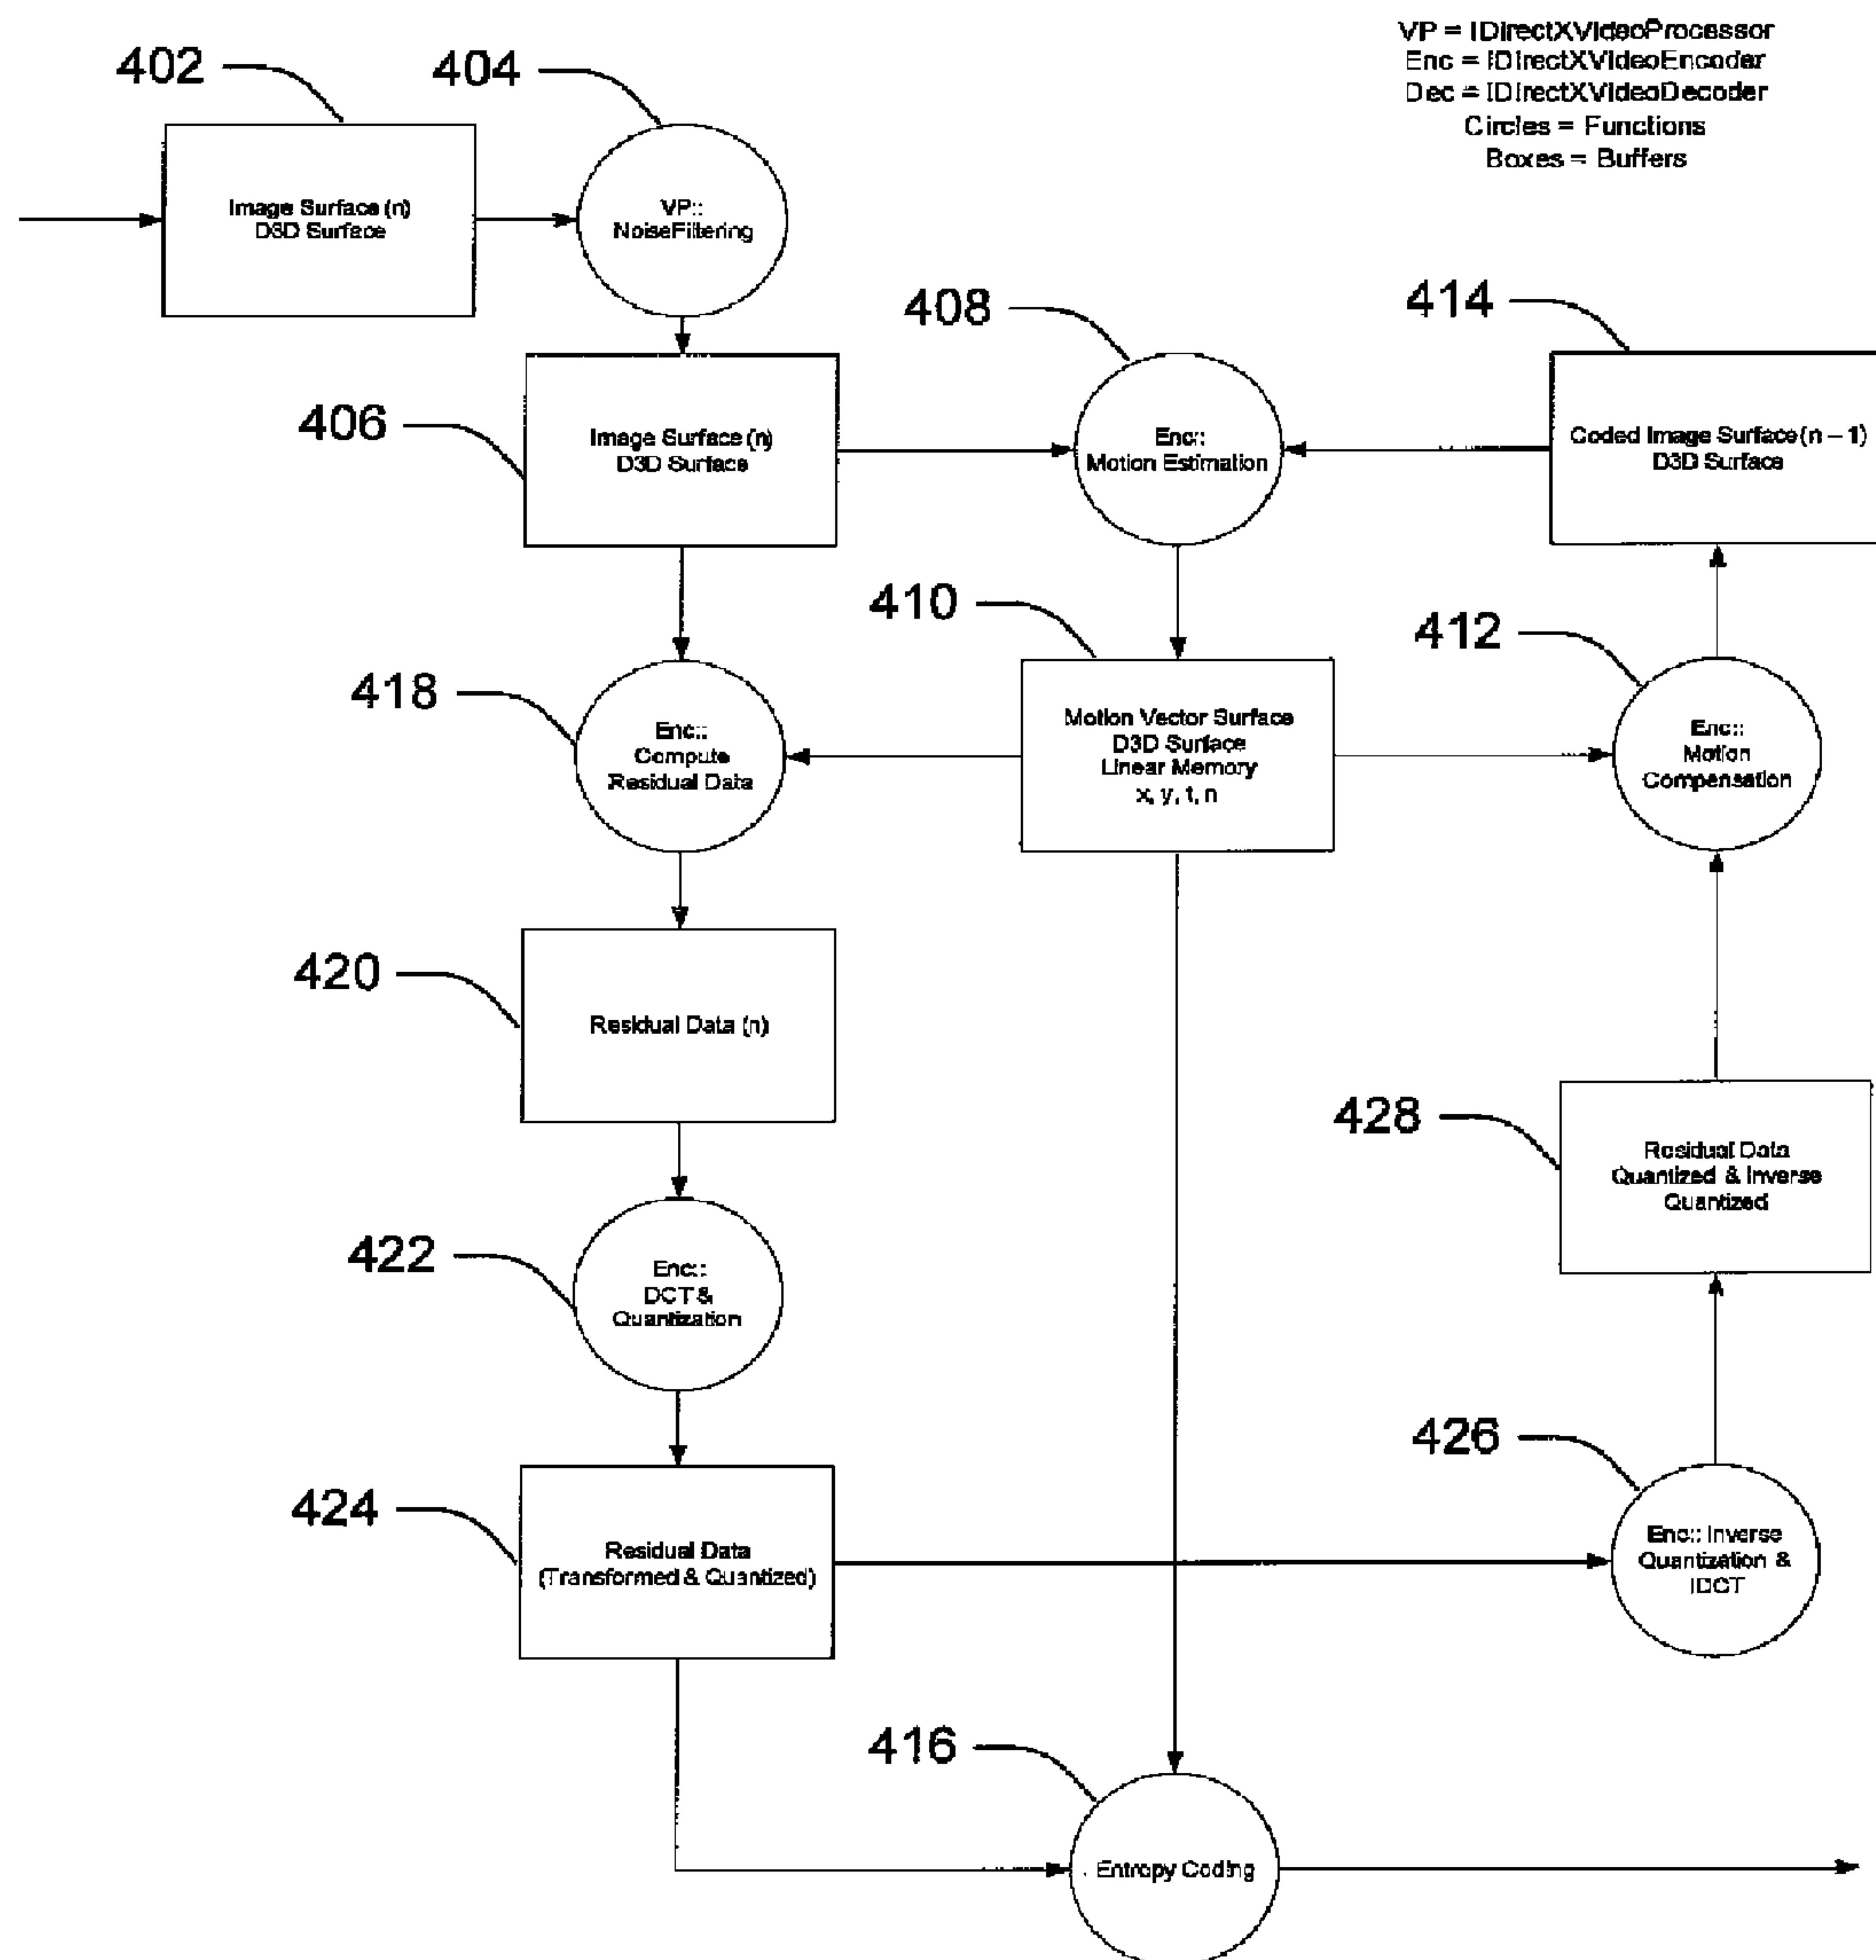 VP = IDirectXVideoProcessor
Enc = IDirectXVideoEncoder
Dec = IDirectXVideoDecoder
Circles = Functions
Boxes = Buffers
402
404
Image Surface (n)
D3D Surface
VP::
NoiseFiltering
408
414
406
Image Surface (n)
D3D Surface
Enc::
Motion Estimation
Coded Image Surface (n – 1)
D3D Surface
410
412
418
Enc::
Compute
Residual Data
Motion Vector Surface
D3D Surface
Linear Memory
x, y, t, n
Enc::
Motion
Compensation
420
Residual Data (n)
428
Residual Data
Quantized & Inverse
Quantized
422
Enc::
DCT &
Quantization
426
424
Residual Data
(Transformed & Quantized)
Enc:: Inverse
Quantization &
IDCT
416
Entropy Coding